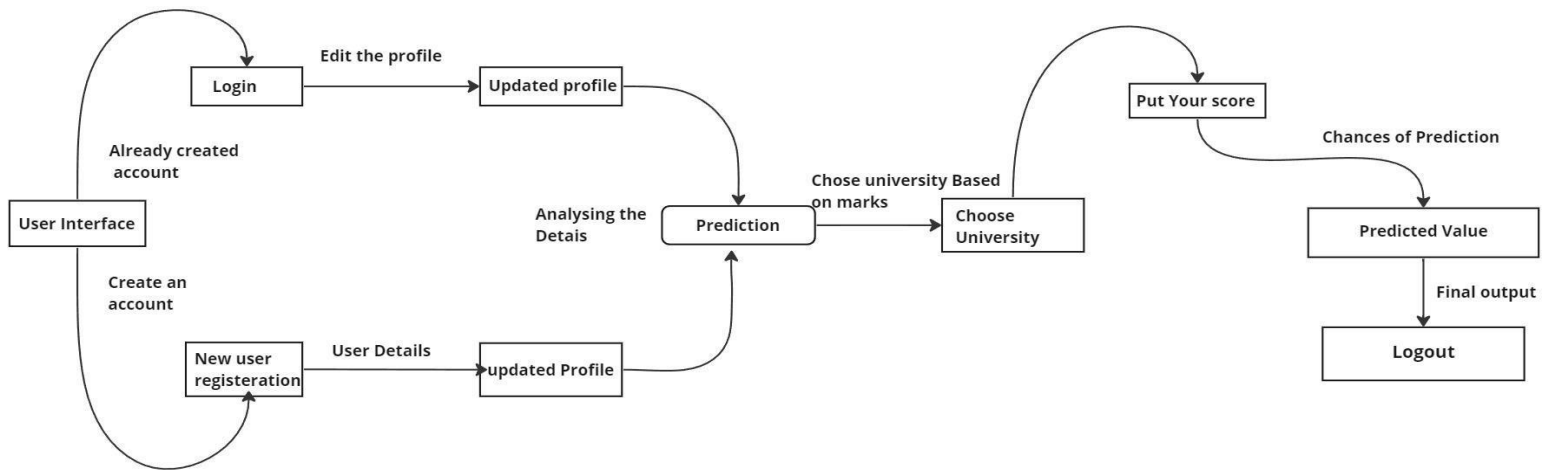 Edit the profile
Login
Updated profile
Put Your score
Already created
account
Chances of Prediction
Chose university Based
on marks
User Interface
Analysing the
Detais
Prediction
Choose
University
Predicted Value
Create an
account
Final output
New user
registeration
User Details
updated Profile
Logout